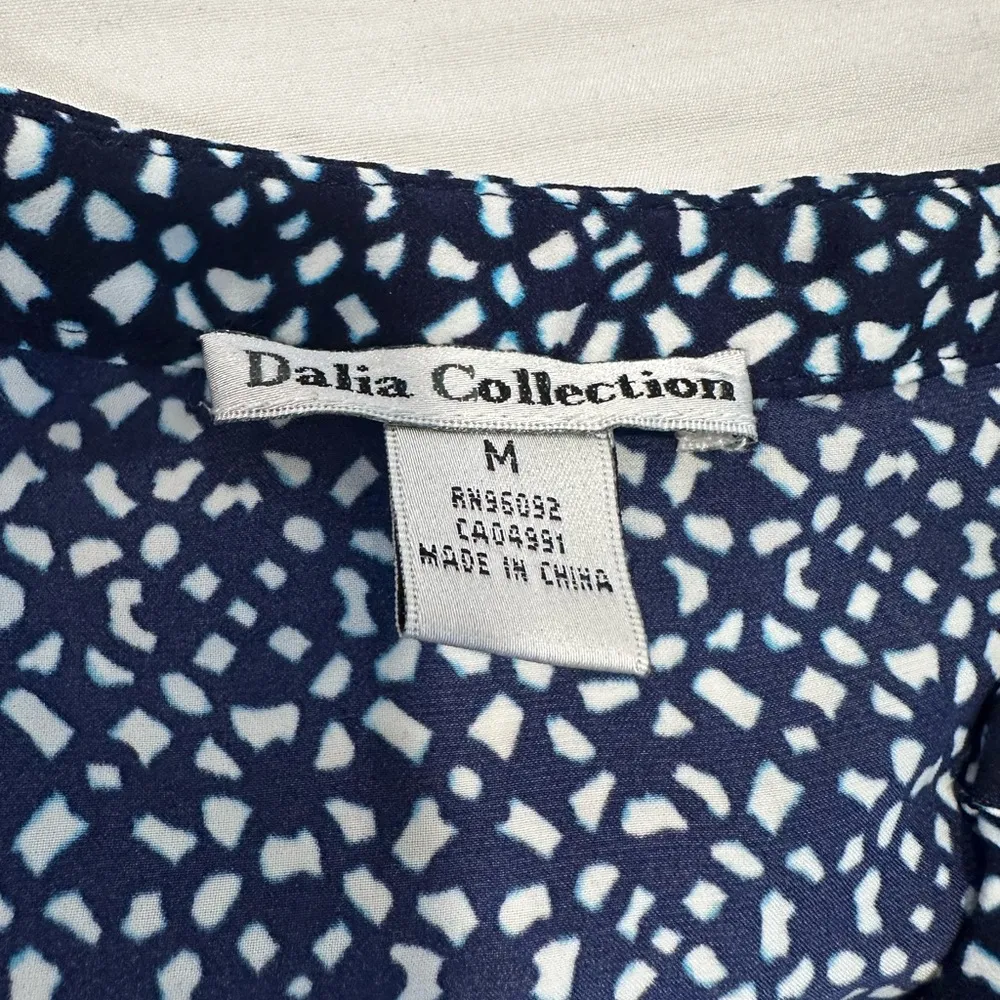 Dalia Collection
M
RN96092
CA04991
MADE IN CHINA